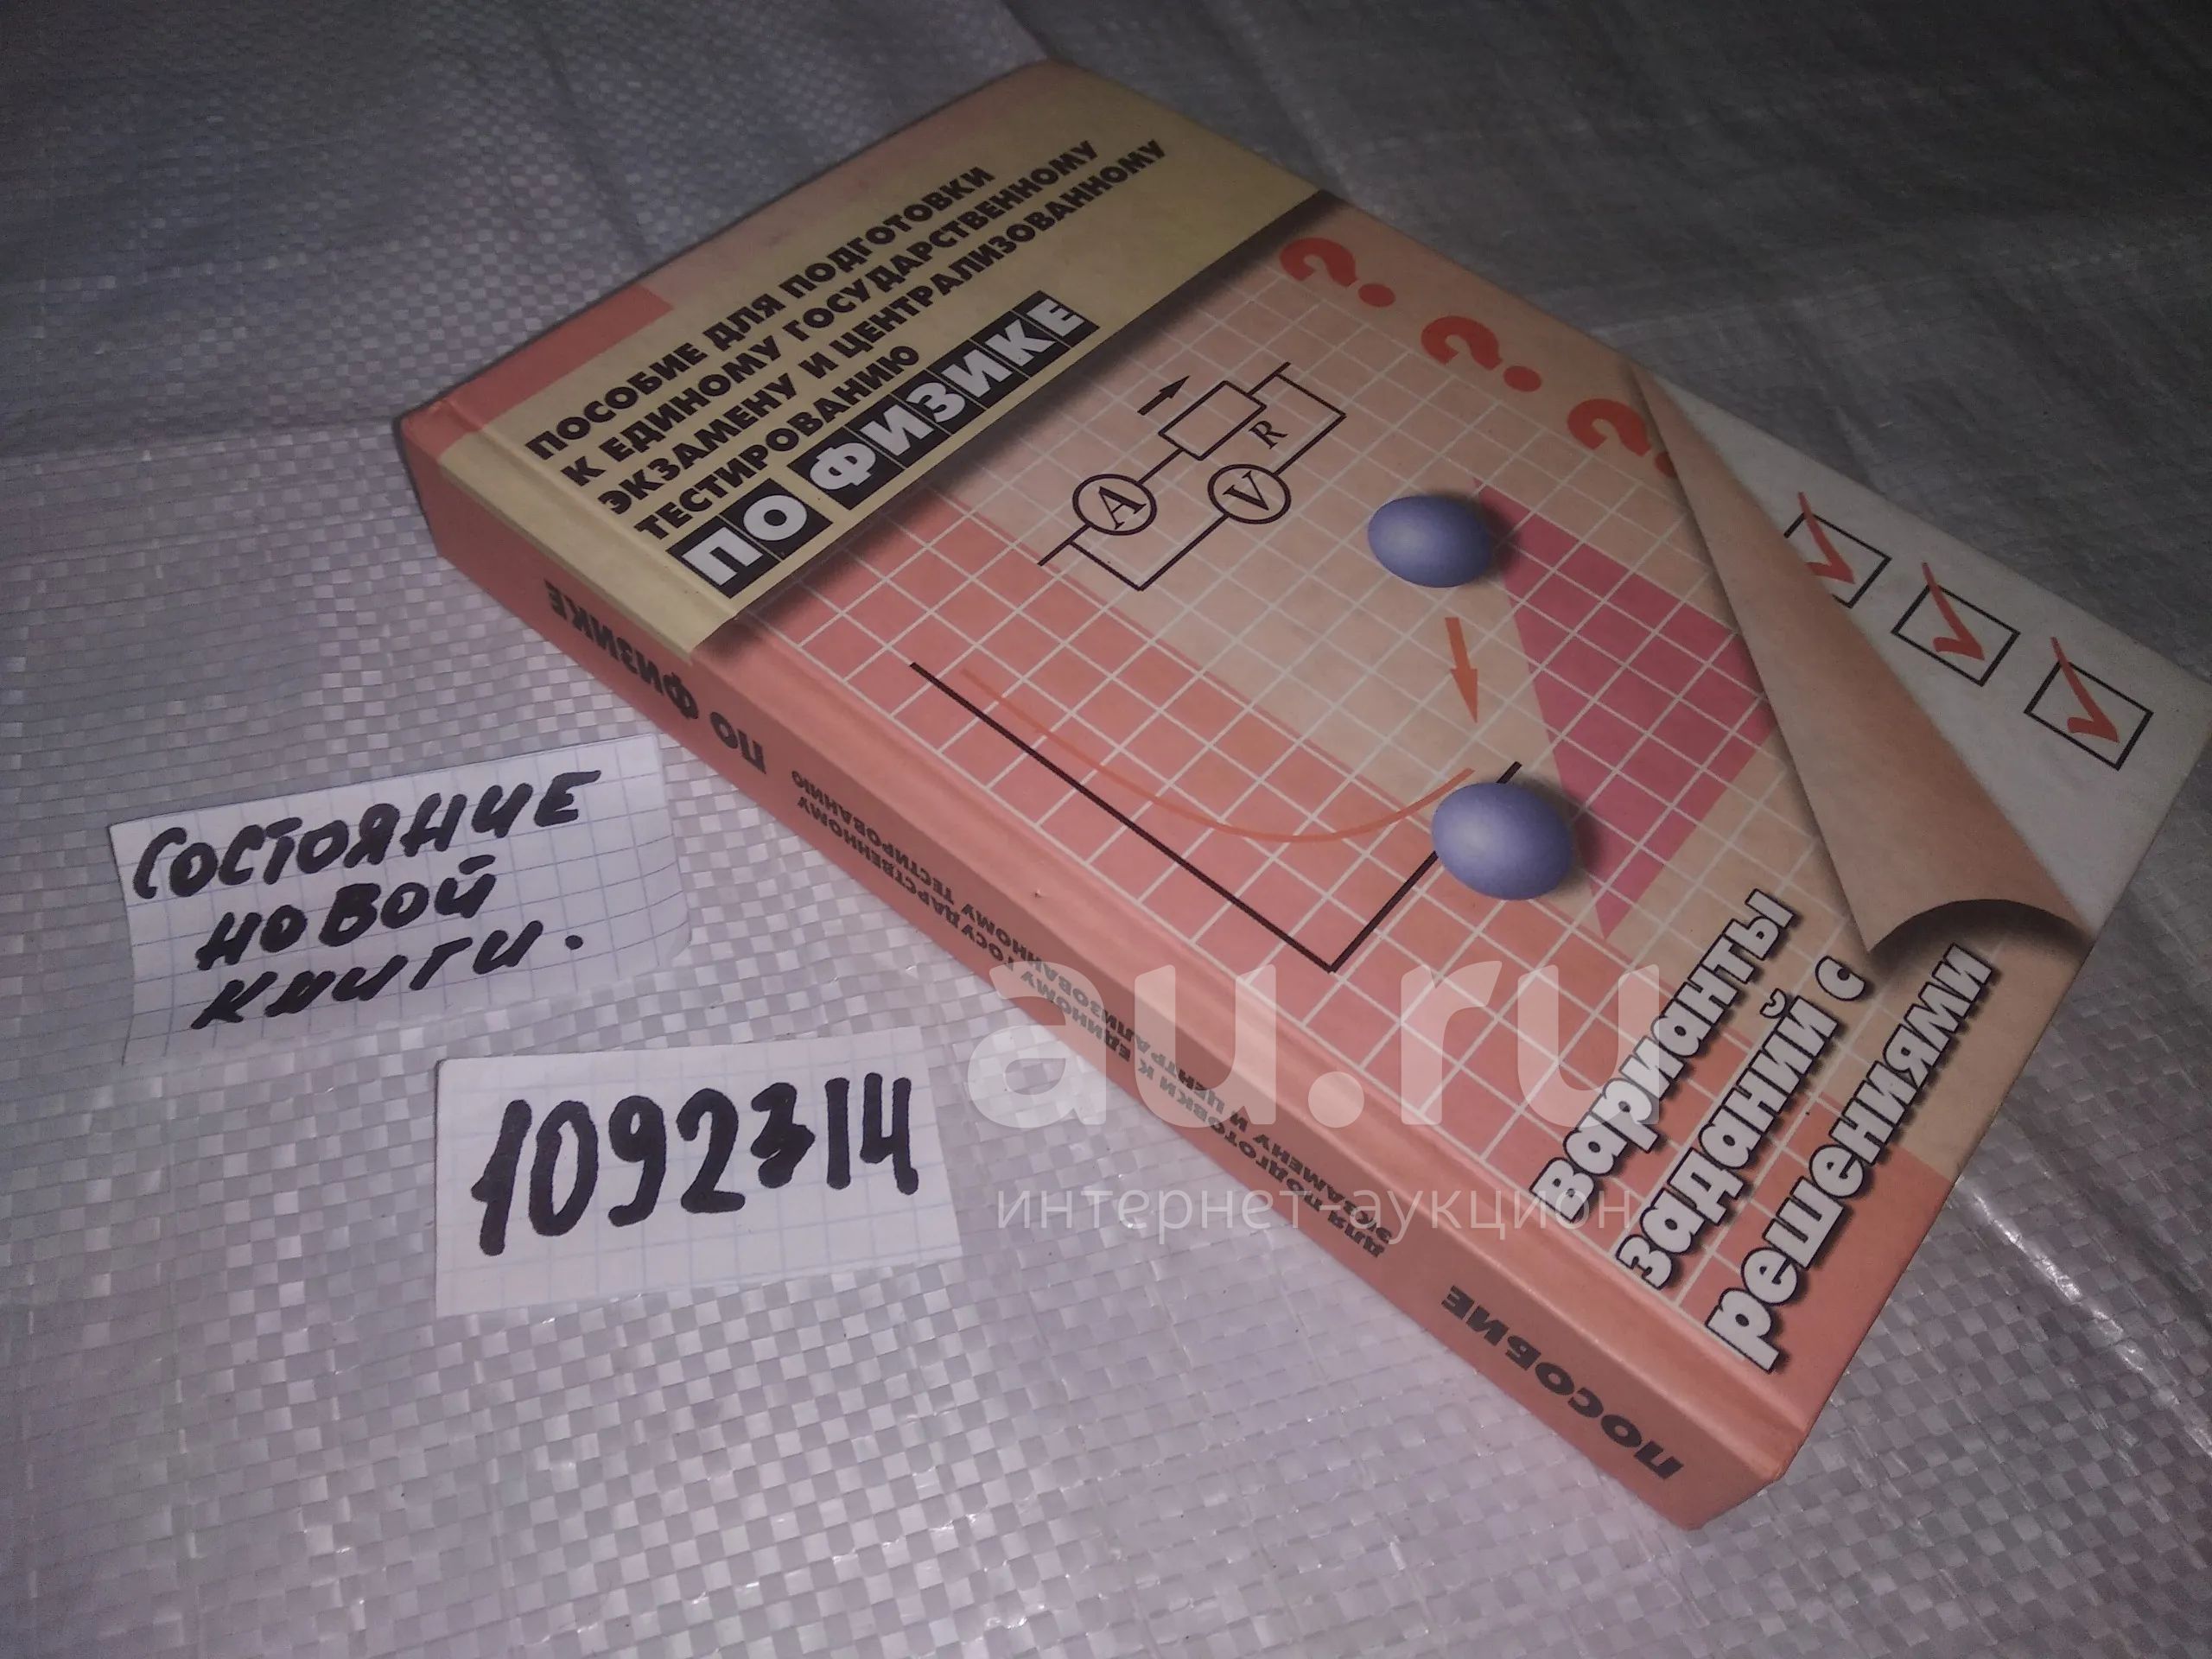 ПОСОБИЕ ДЛЯ ПОДГОТОВКИ
К ЕДИНОМУ ГОСУДАРСТВЕННОМУ
ЭКЗАМЕНУ И ЦЕНТРАЛИЗОВАННОМУ
ТЕСТИРОВАНИЮ
ПО ФИЗИКЕ
? ? ?
A
V
R
варианты
заданий с
решениями
ПОСОБИЕ
ДЛЯ ПОДГОТОВКИ К ЕДИНОМУ ГОСУДАРСТВЕННОМУ
ЭКЗАМЕНУ И ЦЕНТРАЛИЗОВАННОМУ ТЕСТИРОВАНИЮ
ПО ФИЗИКЕ
СОСТОЯНИЕ
НОВОЙ
КНИГИ.
1092314
au.ru
интернет-аукцион